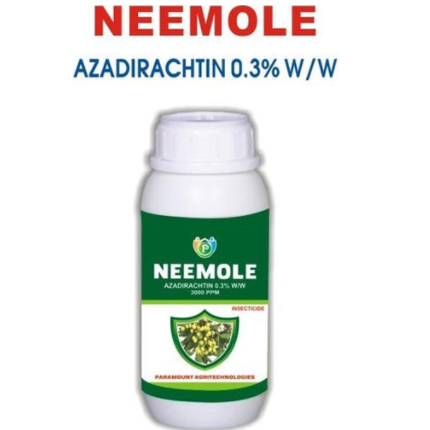 NEEMOLE
AZADIRACHTIN 0.3% W/W
P
NEEMOLE
AZADIRACHTIN 0.3% W/W
3000 PPM
INSECTICIDE
PARAMOUNT AGRITECHNOLOGIES